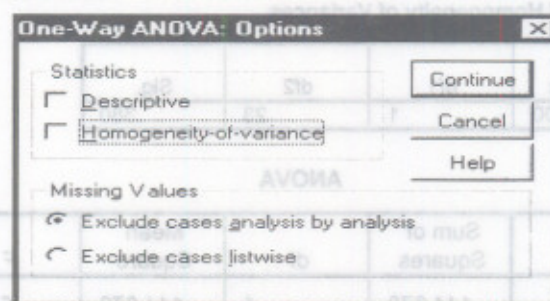 One-Way ANOVA: Options
Statistics
Descriptive
Homogeneity-of-variance
Continue
Cancel
Help
Missing Values
Exclude cases analysis by analysis
Exclude cases listwise